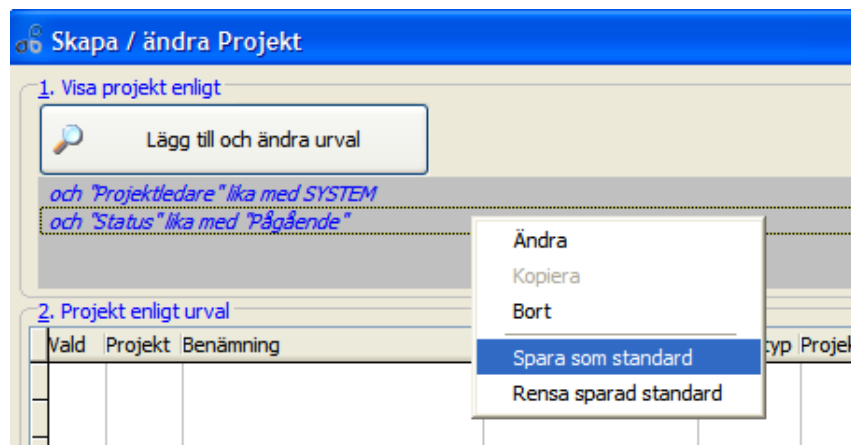 Skapa / ändra Projekt
1. Visa projekt enligt
Lägg till och ändra urval
och "Projektledare" lika med SYSTEM
och "Status" lika med "Pågående"
Ändra
Kopiera
Bort
Spara som standard
Rensa sparad standard
2. Projekt enligt urval
Vald Projekt Benämning typ Projek